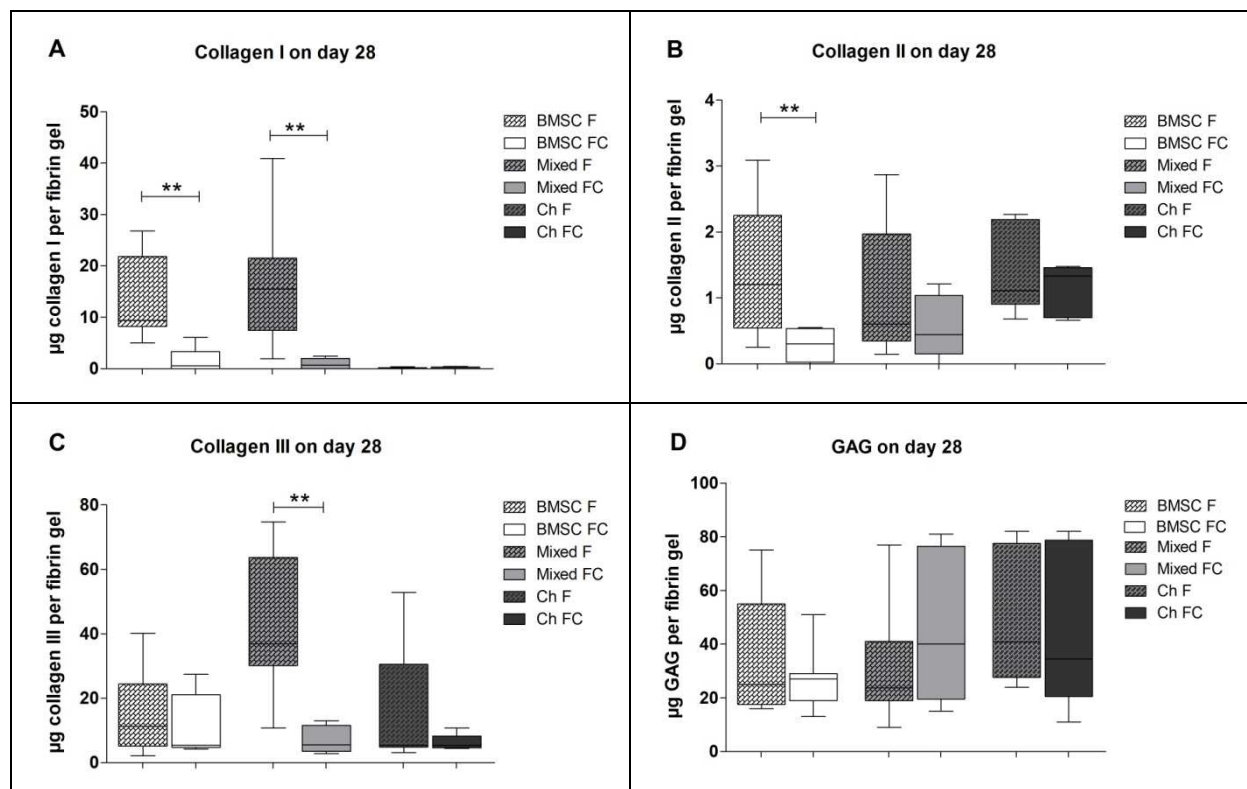 A
Collagen I on day 28
µg collagen I per fibrin gel
50
40
30
20
10
0
**
**
BMSC F
BMSC FC
Mixed F
Mixed FC
Ch F
Ch FC
B
Collagen II on day 28
µg collagen II per fibrin gel
4
3
2
1
0
**
BMSC F
BMSC FC
Mixed F
Mixed FC
Ch F
Ch FC
C
Collagen III on day 28
µg collagen III per fibrin gel
80
60
40
20
0
**
BMSC F
BMSC FC
Mixed F
Mixed FC
Ch F
Ch FC
D
GAG on day 28
µg GAG per fibrin gel
100
80
60
40
20
0
BMSC F
BMSC FC
Mixed F
Mixed FC
Ch F
Ch FC